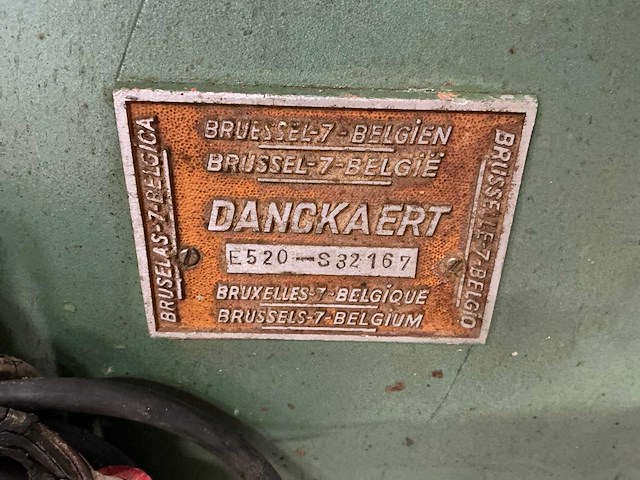 BRUESSEL-7-BELGIEN
BRUSSEL-7-BELGIË
DANCKAERT
E520-S32167
BRUXELLES-7-BELGIQUE
BRUSSELS-7-BELGIUM
BRUSELAS-7-BELGICA
BRUSSELLE-7-BELGIO